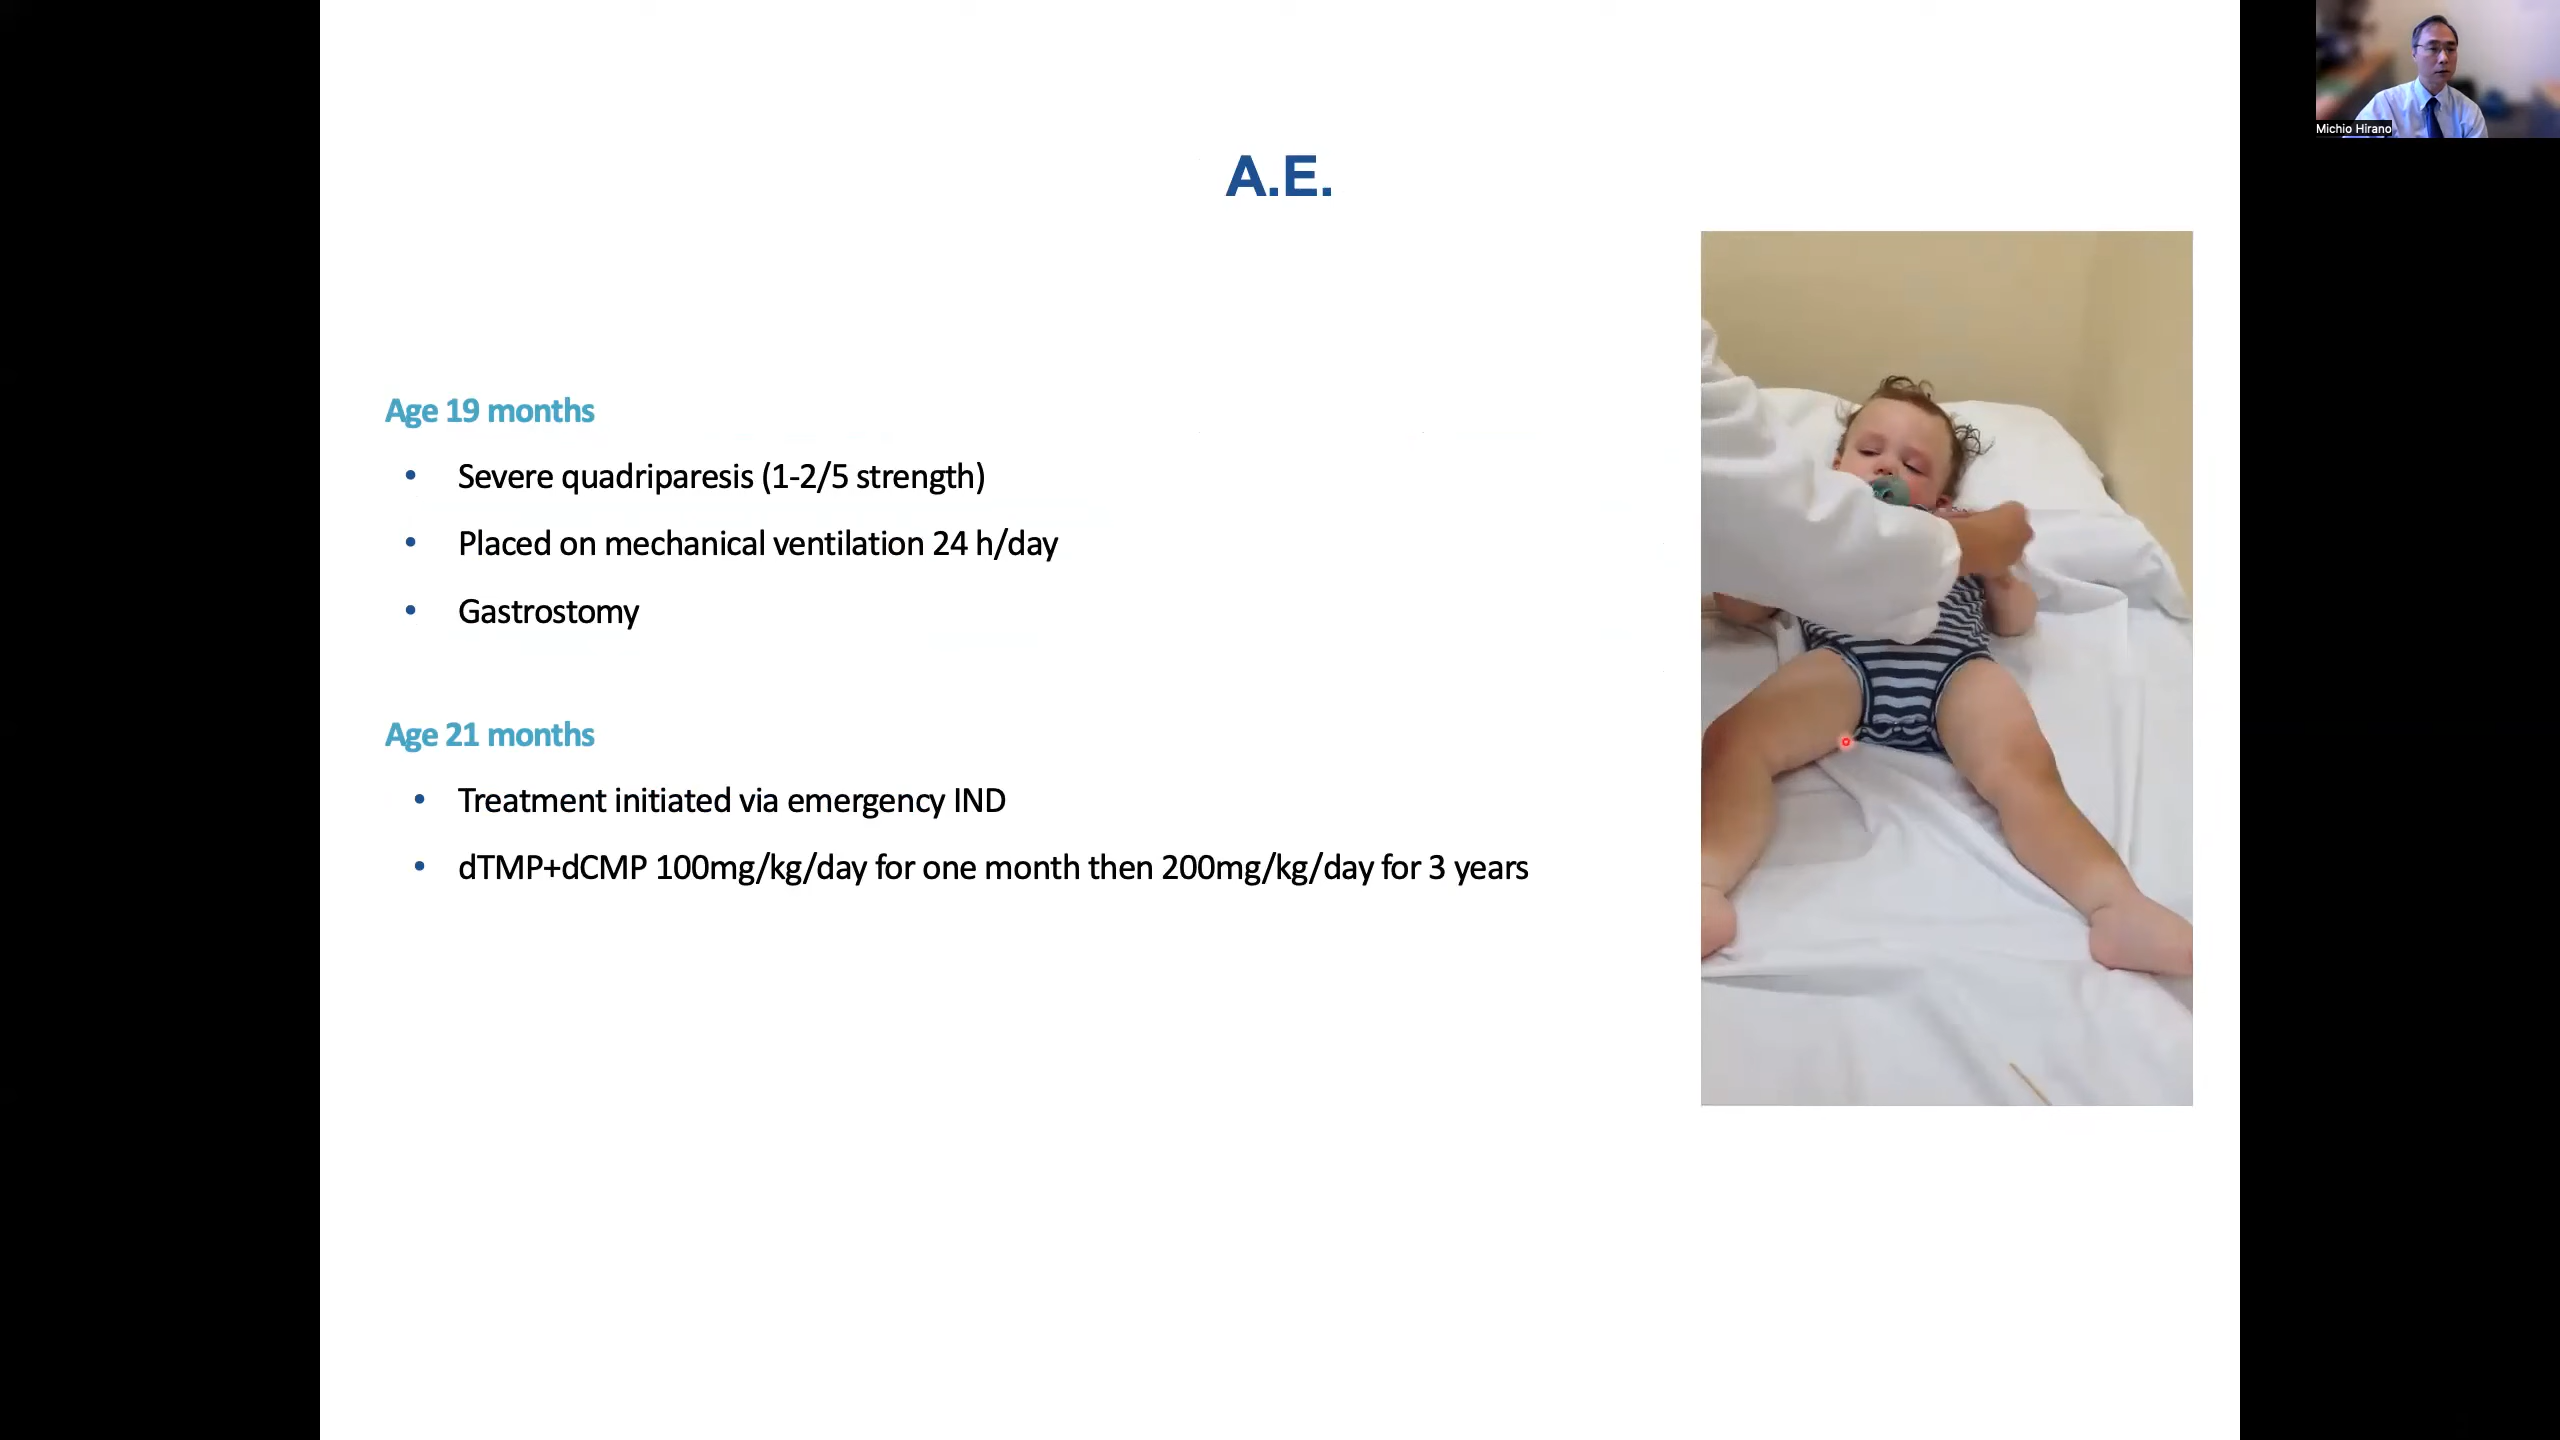 Michio Hirano
A.E.
Age 19 months
• Severe quadriparesis (1-2/5 strength)
• Placed on mechanical ventilation 24 h/day
• Gastrostomy
Age 21 months
• Treatment initiated via emergency IND
• dTMP+dCMP 100mg/kg/day for one month then 200mg/kg/day for 3 years